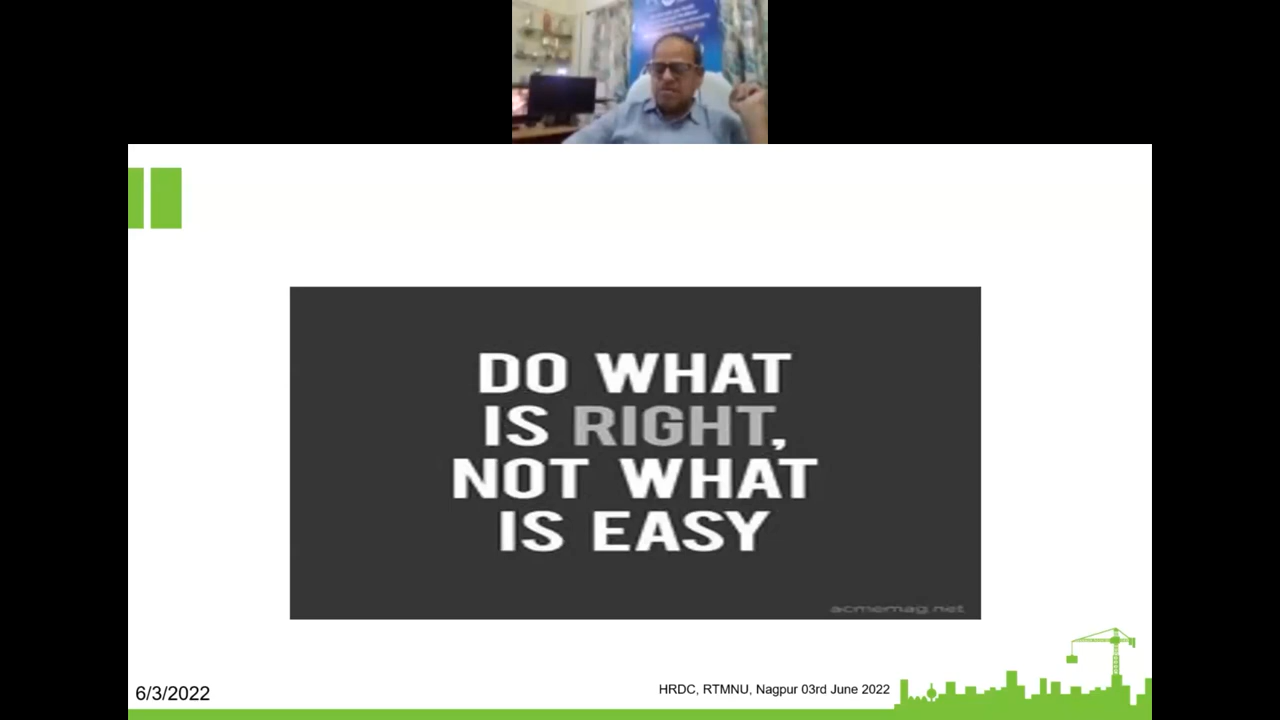 DO WHAT
IS RIGHT,
NOT WHAT
IS EASY
acmemag.net
6/3/2022
HRDC, RTMNU, Nagpur 03rd June 2022